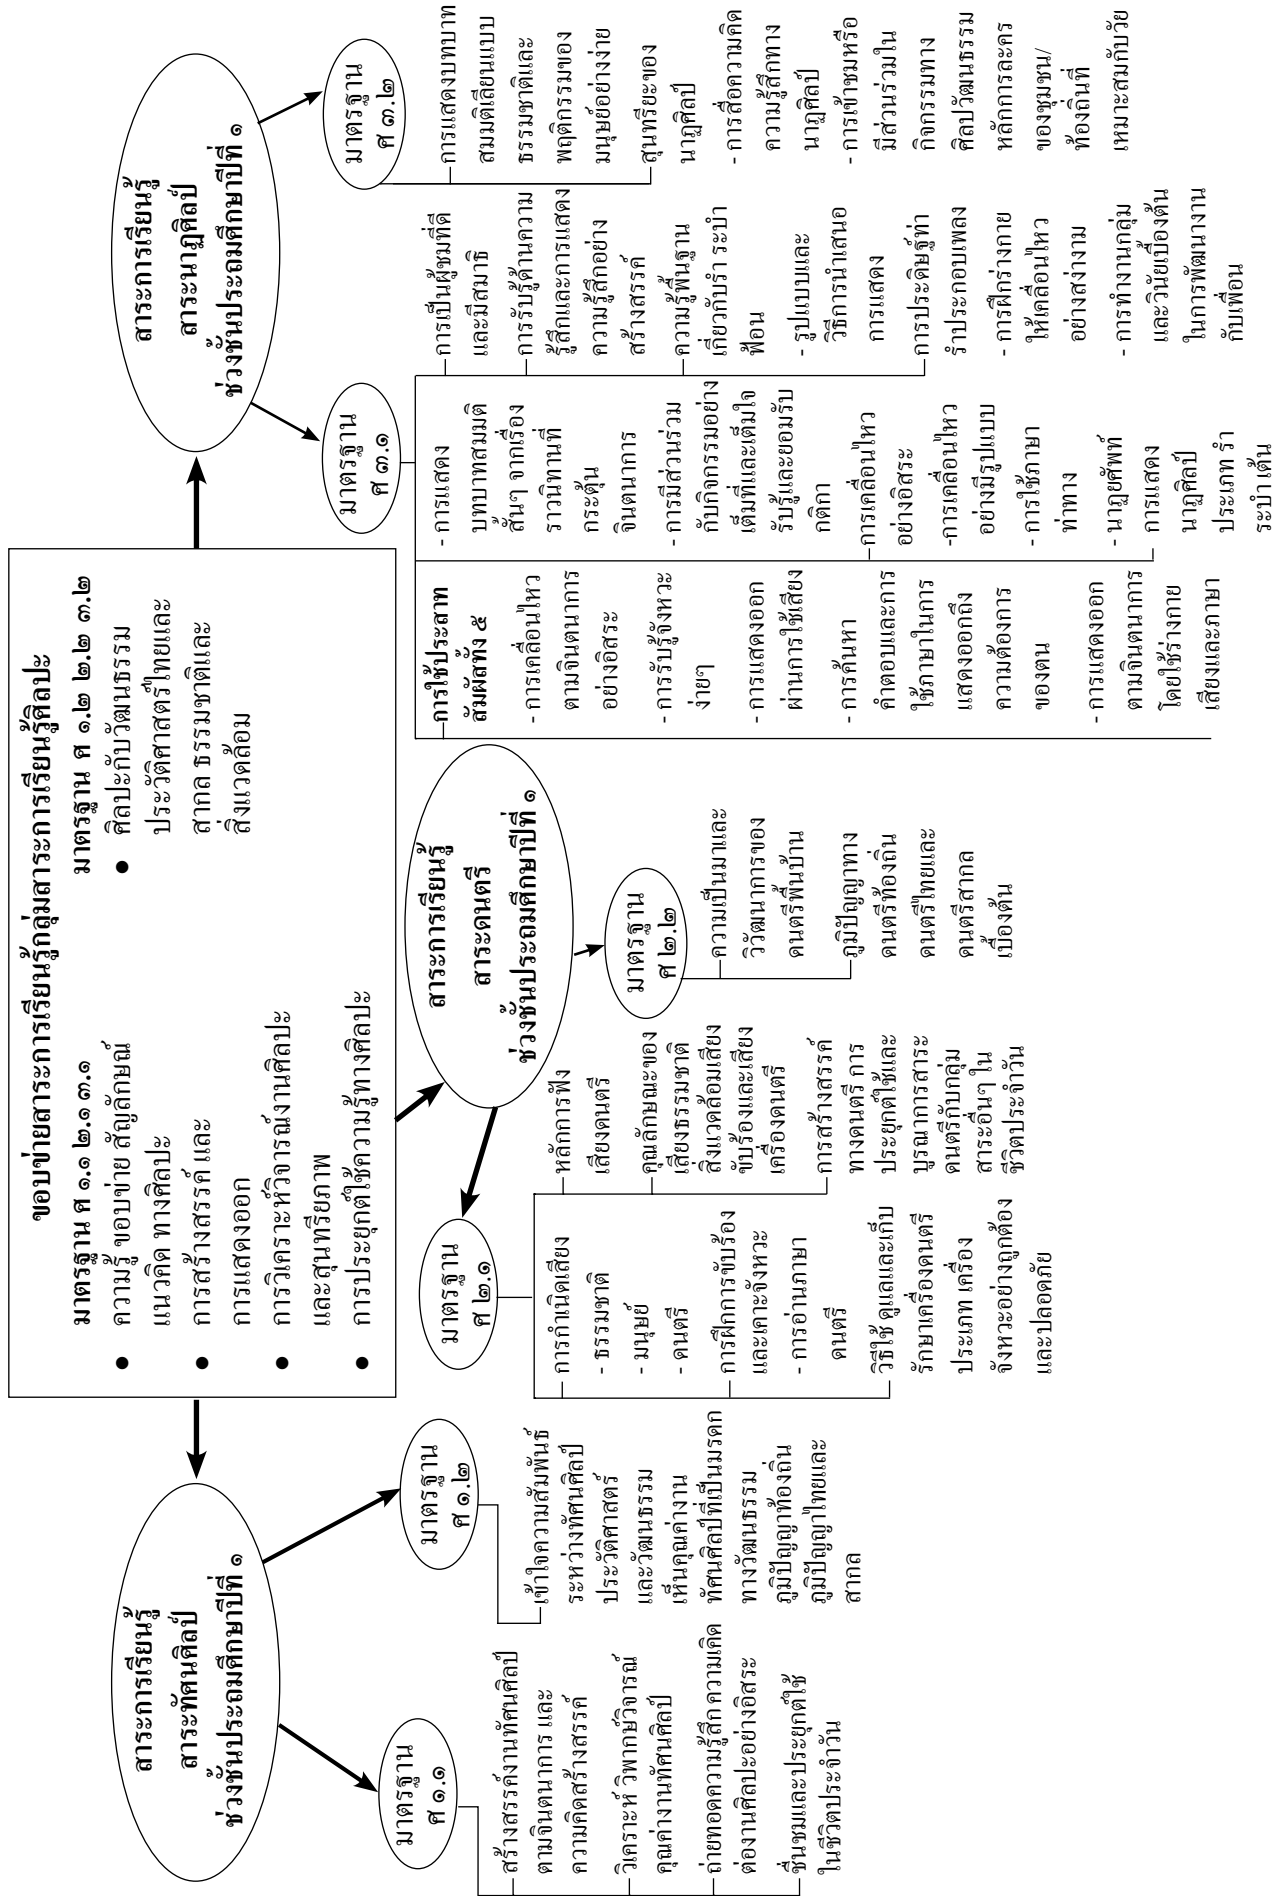 ขอบข่ายสาระการเรียนรู้กลุ่มสาระการเรียนรู้ศิลปะ
มาตรฐาน ศ ๑.๑ ๒.๑ ๓.๑
● ความรู้ ขอบข่าย สัญลักษณ์
แนวคิด ทางศิลปะ
● การสร้างสรรค์ และ
การแสดงออก
● การวิเคราะห์วิจารณ์งานศิลปะ
และสุนทรียภาพ
● การประยุกต์ใช้ความรู้ทางศิลปะ
มาตรฐาน ศ ๑.๒ ๒.๒ ๓.๒
● ศิลปะกับวัฒนธรรม
ประวัติศาสตร์ไทยและ
สากล ธรรมชาติและ
สิ่งแวดล้อม
สาระการเรียนรู้
สาระทัศนศิลป์
ช่วงชั้นประถมศึกษาปีที่ ๑
มาตรฐาน
ศ ๑.๑
สร้างสรรค์งานทัศนศิลป์
ตามจินตนาการ และ
ความคิดสร้างสรรค์
วิเคราะห์ วิพากษ์วิจารณ์
คุณค่างานทัศนศิลป์
ถ่ายทอดความรู้สึก ความคิด
ต่องานศิลปะอย่างอิสระ
ชื่นชมและประยุกต์ใช้
ในชีวิตประจำวัน
มาตรฐาน
ศ ๑.๒
เข้าใจความสัมพันธ์
ระหว่างทัศนศิลป์
ประวัติศาสตร์
และวัฒนธรรม
เห็นคุณค่างาน
ทัศนศิลป์ที่เป็นมรดก
ทางวัฒนธรรม
ภูมิปัญญาท้องถิ่น
ภูมิปัญญาไทยและ
สากล
สาระการเรียนรู้
สาระดนตรี
ช่วงชั้นประถมศึกษาปีที่ ๑
มาตรฐาน
ศ ๒.๑
การกำเนิดเสียง
- ธรรมชาติ
- มนุษย์
- ดนตรี
การฝึกการขับร้อง
และเคาะจังหวะ
- การอ่านภาษา
ดนตรี
วิธีใช้ ดูแลและเก็บ
รักษาเครื่องดนตรี
ประเภท เครื่อง
จังหวะอย่างถูกต้อง
และปลอดภัย
หลักการฟัง
เสียงดนตรี
คุณลักษณะของ
เสียงธรรมชาติ
สิ่งแวดล้อมเสียง
ขับร้องและเสียง
เครื่องดนตรี
การสร้างสรรค์
ทางดนตรี การ
ประยุกต์ใช้และ
บูรณาการสาระ
ดนตรีกับกลุ่ม
สาระอื่นๆ ใน
ชีวิตประจำวัน
มาตรฐาน
ศ ๒.๒
ความเป็นมาและ
วิวัฒนาการของ
ดนตรีพื้นบ้าน
ภูมิปัญญาทาง
ดนตรีท้องถิ่น
ดนตรีไทยและ
ดนตรีสากล
เบื้องต้น
สาระการเรียนรู้
สาระนาฏศิลป์
ช่วงชั้นประถมศึกษาปีที่ ๑
มาตรฐาน
ศ ๓.๑
การใช้ประสาท
สัมผัสทั้ง ๕
- การเคลื่อนไหว
ตามจินตนาการ
อย่างอิสระ
- การรับรู้จังหวะ
ง่ายๆ
- การแสดงออก
ผ่านการใช้เสียง
- การค้นหา
คำตอบและการ
ใช้ภาษาในการ
แสดงออกถึง
ความต้องการ
ของตน
- การแสดงออก
ตามจินตนาการ
โดยใช้ร่างกาย
เสียงและภาษา
- การแสดง
บทบาทสมมติ
สั้นๆ จากเรื่อง
ราวนิทานที่
กระตุ้น
จินตนาการ
- การมีส่วนร่วม
กับกิจกรรมอย่าง
เต็มที่และเต็มใจ
รับรู้และยอมรับ
กติกา
การเคลื่อนไหว
อย่างอิสระ
-การเคลื่อนไหว
อย่างมีรูปแบบ
- การใช้ภาษา
ท่าทาง
- นาฏยศัพท์
การแสดง
นาฏศิลป์
ประเภท รำ
ระบำ เต้น
การเป็นผู้ชมที่ดี
และมีสมาธิ
การรับรู้ด้านความ
รู้สึกและการแสดง
ความรู้สึกอย่าง
สร้างสรรค์
ความรู้พื้นฐาน
เกี่ยวกับรำ ระบำ
ฟ้อน
- รูปแบบและ
วิธีการนำเสนอ
การแสดง
การประดิษฐ์ท่า
รำประกอบเพลง
- การฝึกร่างกาย
ให้เคลื่อนไหว
อย่างสง่างาม
- การทำงานกลุ่ม
และวินัยเบื้องต้น
ในการพัฒนางาน
กับเพื่อน
มาตรฐาน
ศ ๓.๒
การแสดงบทบาท
สมมติเลียนแบบ
ธรรมชาติและ
พฤติกรรมของ
มนุษย์อย่างง่าย
สุนทรียะของ
นาฏศิลป์
- การสื่อความคิด
ความรู้สึกทาง
นาฏศิลป์
- การเข้าชมหรือ
มีส่วนร่วมใน
กิจกรรมทาง
ศิลปวัฒนธรรม
หลักการละคร
ของชุมชน/
ท้องถิ่นที่
เหมาะสมกับวัย